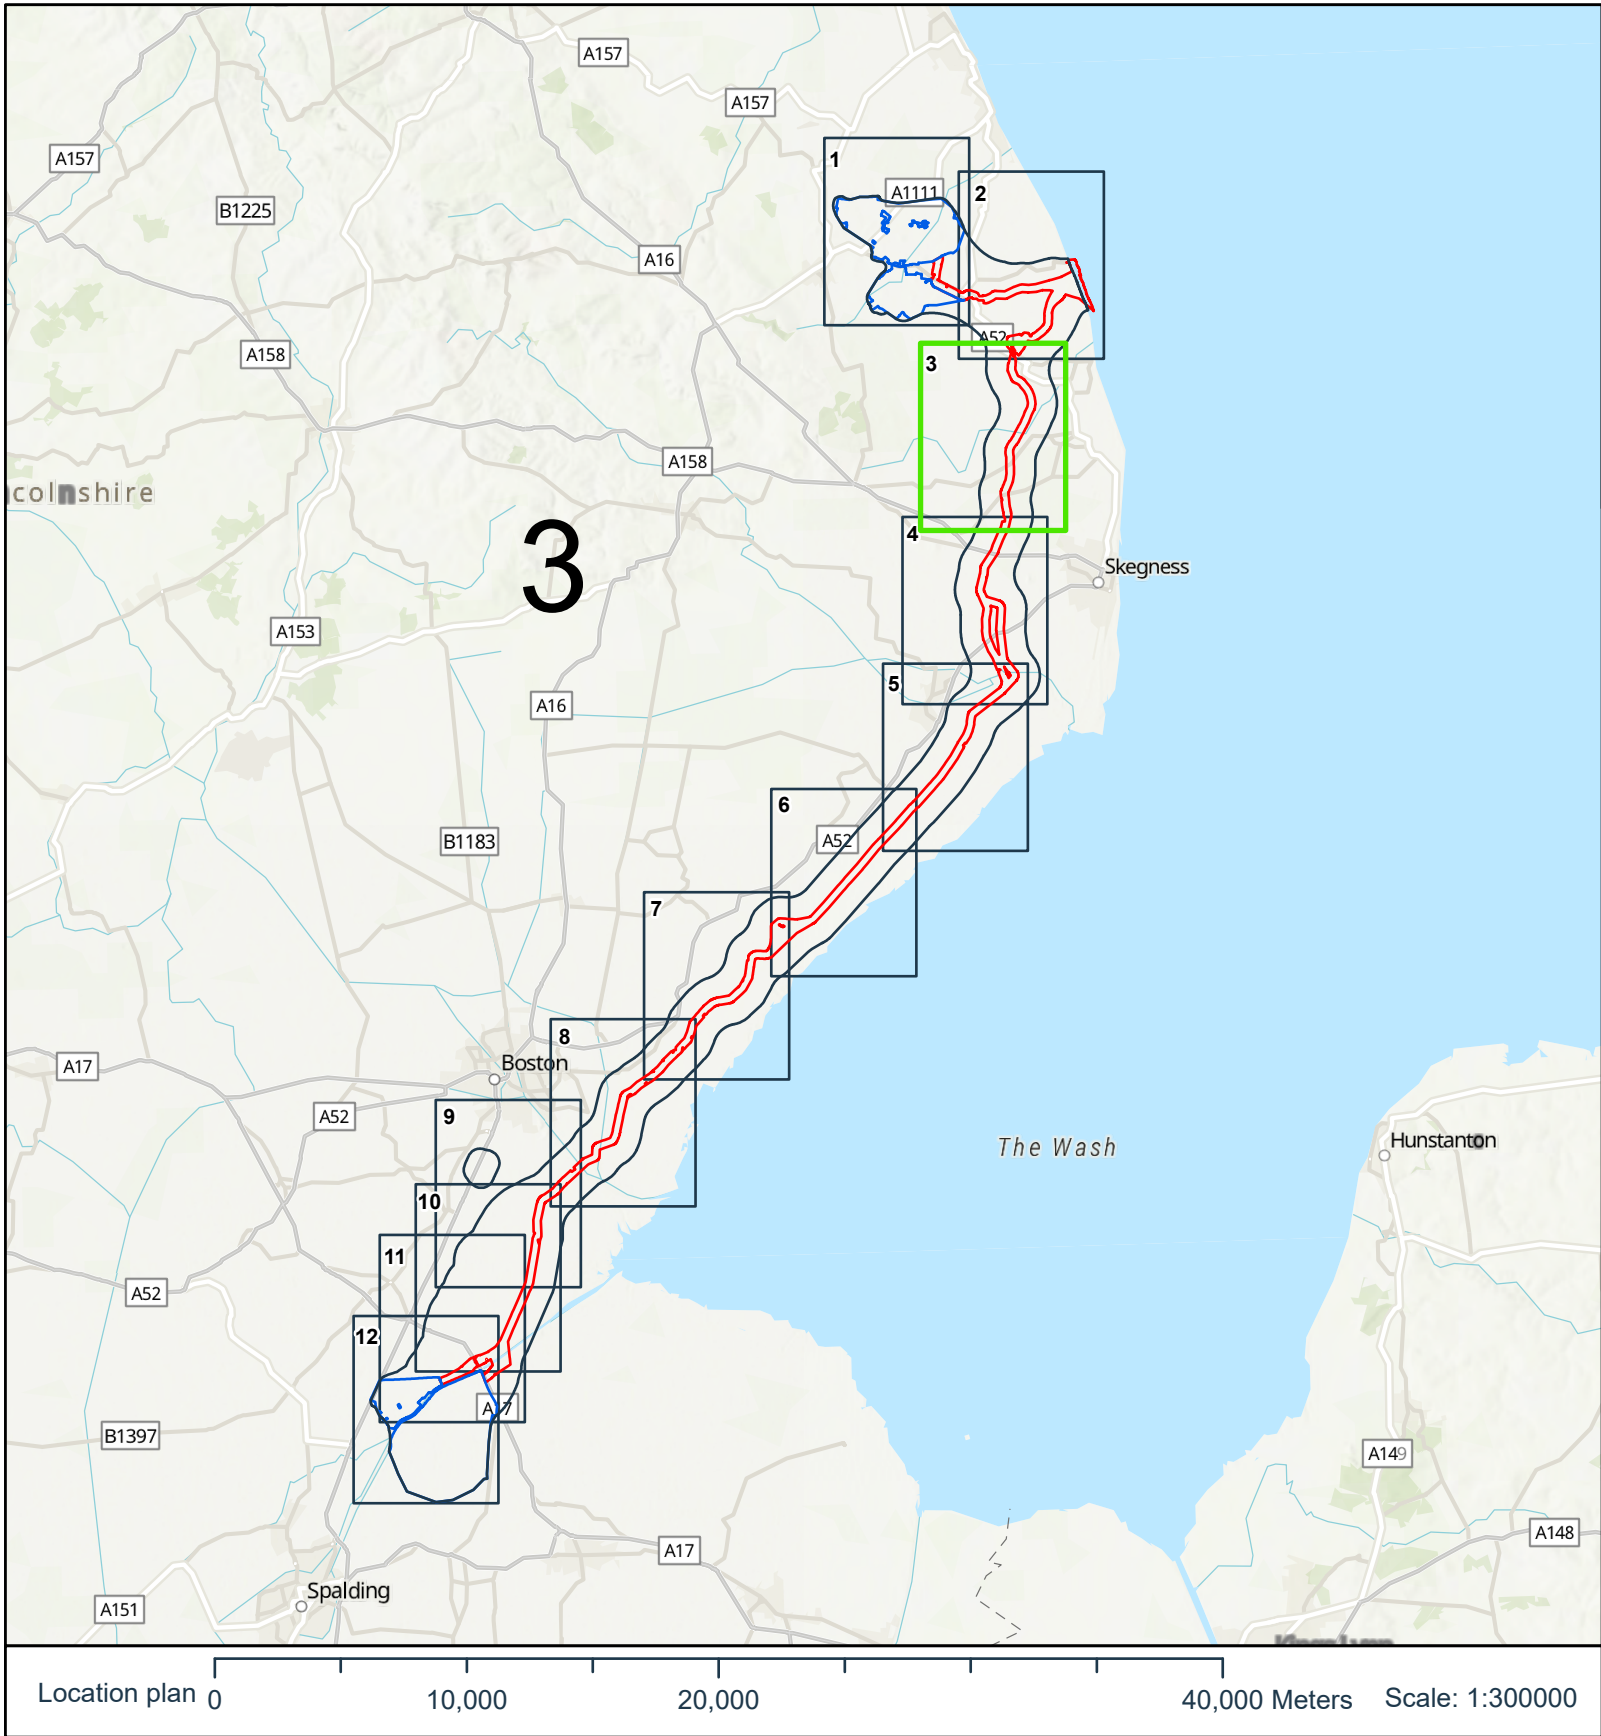 A157
A157
A157
1
A1111
2
B1225
A16
A52
A158
3
A158
colnshire
3
4
Skegness
A153
5
A16
6
B1183
A52
7
8
Boston
A17
9
A52
The Wash
Hunstanton
10
11
A52
12
A17
B1397
A149
A148
A17
Spalding
A151
Location plan 0 10,000 20,000 40,000 Meters Scale: 1:300000